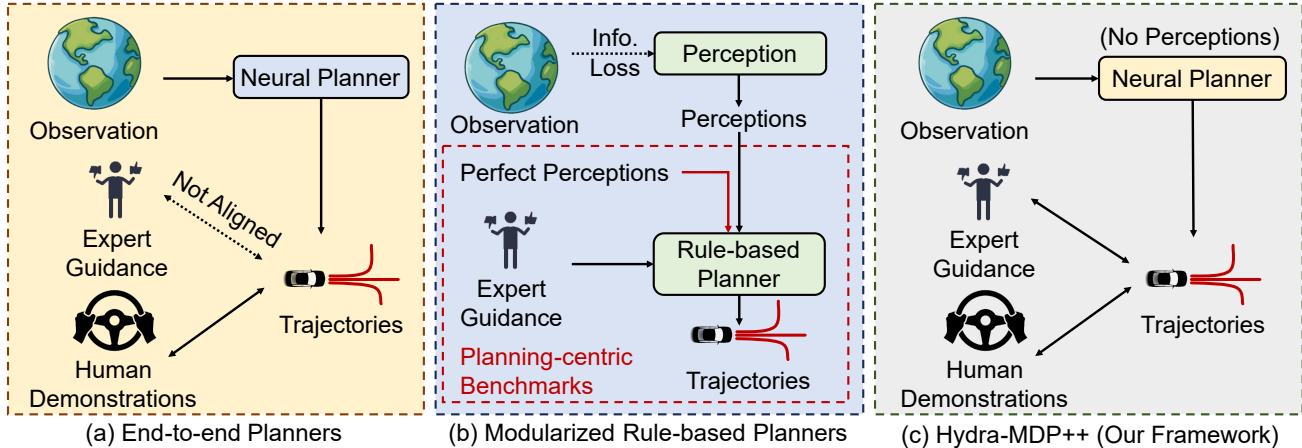 Neural Planner
Observation
Not Aligned
Expert
Guidance
Trajectories
Human
Demonstrations
(a) End-to-end Planners
Info.
Loss
Perception
Observation
Perceptions
Perfect Perceptions
Rule-based
Planner
Expert
Guidance
Planning-centric
Benchmarks
Trajectories
(b) Modularized Rule-based Planners
(No Perceptions)
Neural Planner
Observation
Expert
Guidance
Trajectories
Human
Demonstrations
(c) Hydra-MDP++ (Our Framework)